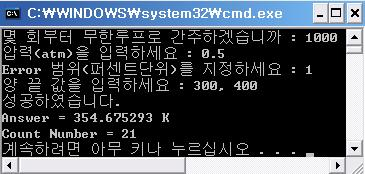 C:\WINDOWS\system32\cmd.exe
몇 회부터 무한루프로 간주하겠습니까 : 1000
압력(atm)을 입력하세요 : 0.5
Error 범위(퍼센트단위)를 지정하세요 : 1
양 끝 값을 입력하세요 : 300, 400
성공하였습니다.
Answer = 354.675293 K
Count Number = 21
계속하려면 아무 키나 누르십시오 . . .